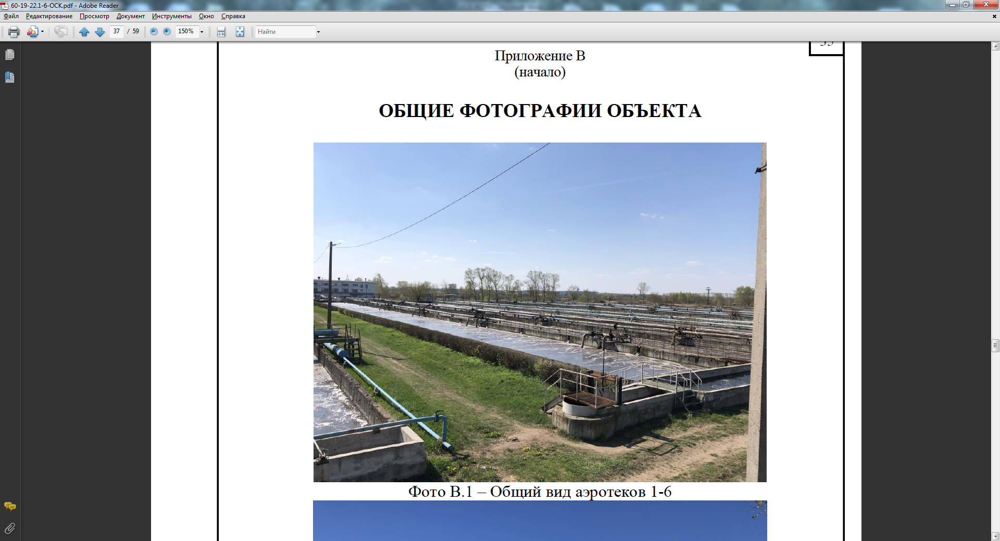 60-19-22.1-6-ОСК.pdf - Adobe Reader
Файл Редактирование Просмотр Документ Инструменты Окно Справка
37 / 59 150% Найти
Приложение В
(начало)
ОБЩИЕ ФОТОГРАФИИ ОБЪЕКТА
Фото В.1 – Общий вид аэротеков 1-6